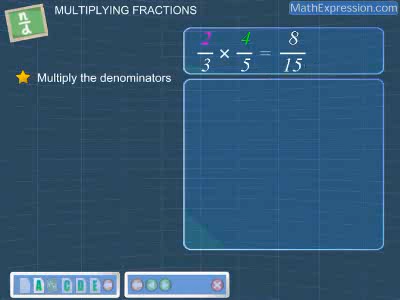 n/d
MULTIPLYING FRACTIONS
MathExpression.com
2/3 × 4/5 = 8/15
Multiply the denominators
A C D E